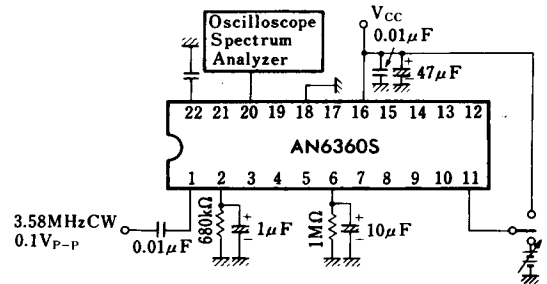 Oscilloscope
Spectrum
Analyzer
VCC
0.01μF
+
47μF
−
22 21 20 19 18 17 16 15 14 13 12
AN6360S
1 2 3 4 5 6 7 8 9 10 11
3.58MHzCW
0.1VP-P
0.01μF
680kΩ
+
1μF
−
1MΩ
+
10μF
−